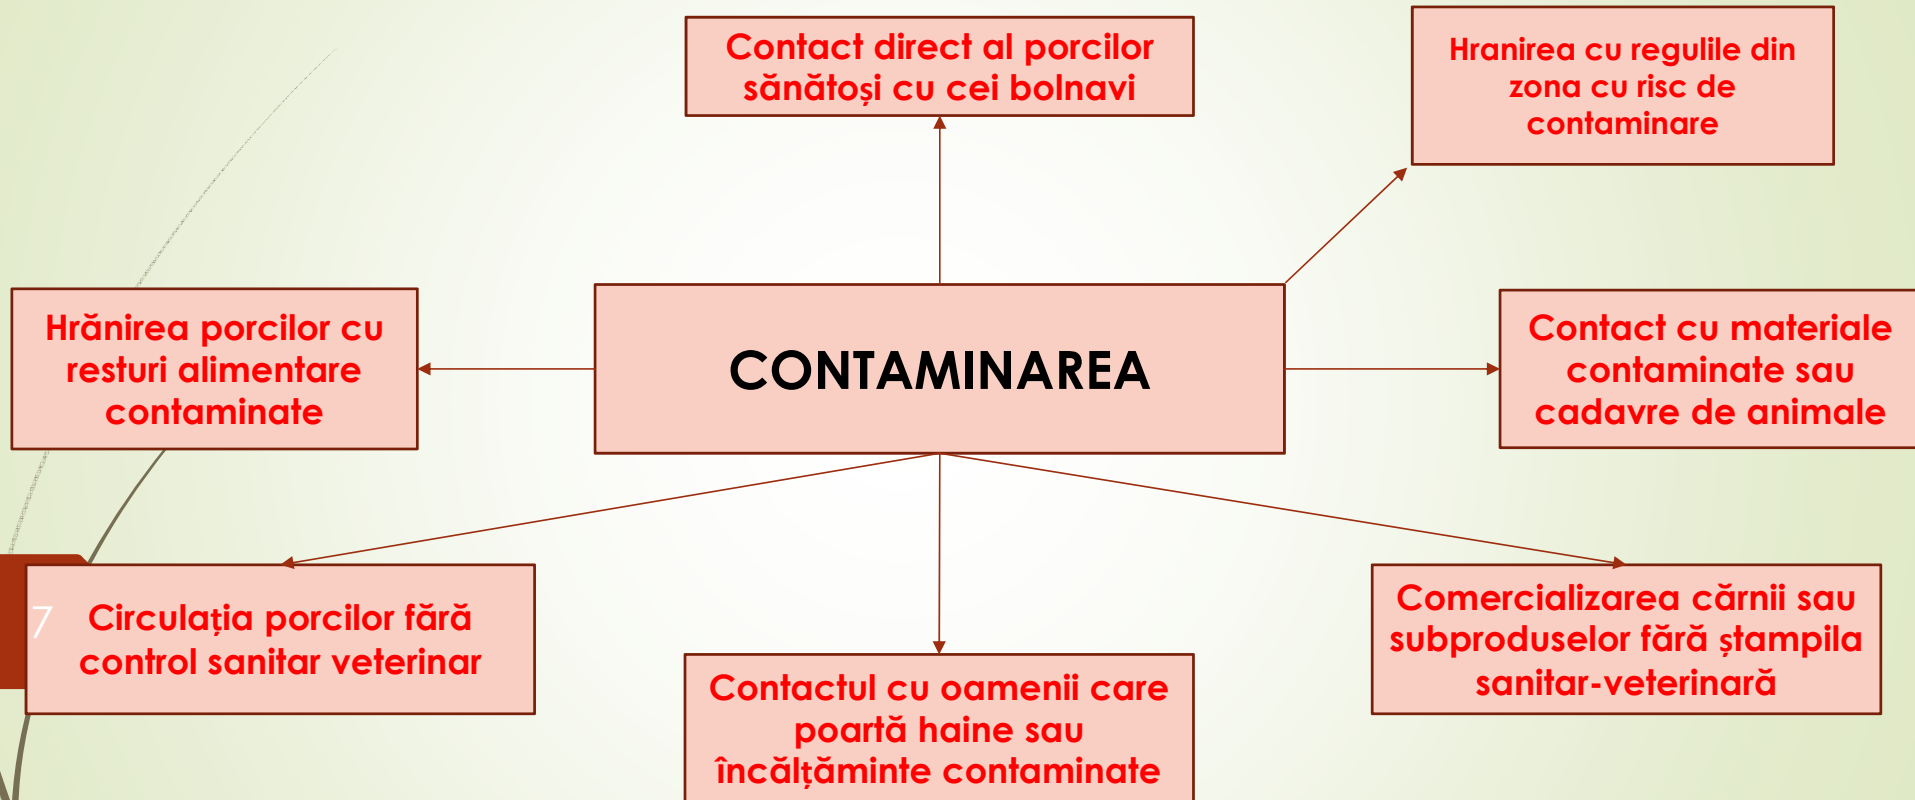 Contact direct al porcilor
sănătoși cu cei bolnavi
Hranirea cu regulile din
zona cu risc de
contaminare
Hrănirea porcilor cu
resturi alimentare
contaminate
CONTAMINAREA
Contact cu materiale
contaminate sau
cadavre de animale
7
Circulația porcilor fără
control sanitar veterinar
Contactul cu oamenii care
poartă haine sau
încălțăminte contaminate
Comercializarea cărnii sau
subproduselor fără ștampila
sanitar-veterinară